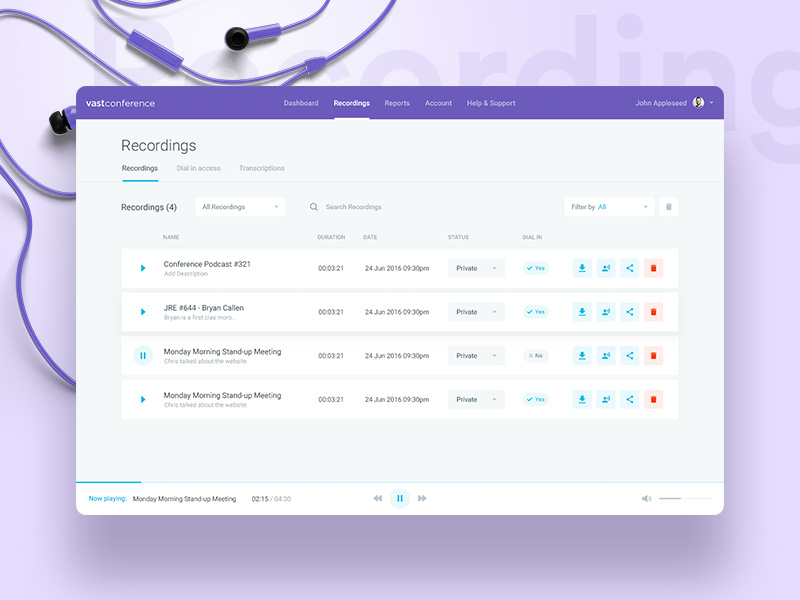 Recording
vastconference
Dashboard Recordings Reports Account Help & Support
John Appleseed
Recordings
Recordings Dial in access Transcriptions
Recordings (4) All Recordings Search Recordings Filter by All
NAME DURATION DATE STATUS DIAL IN
Conference Podcast #321 00:03:21 24 Jun 2016 09:30pm Private Yes
Add Description
JRE #644 - Bryan Callen 00:03:21 24 Jun 2016 09:30pm Private Yes
Bryan is a first clas moro...
Monday Morning Stand-up Meeting 00:03:21 24 Jun 2016 09:30pm Private No
Chris talked about the website.
Monday Morning Stand-up Meeting 00:03:21 24 Jun 2016 09:30pm Private Yes
Chris talked about the website.
Now playing: Monday Morning Stand-up Meeting 02:15 / 04:30